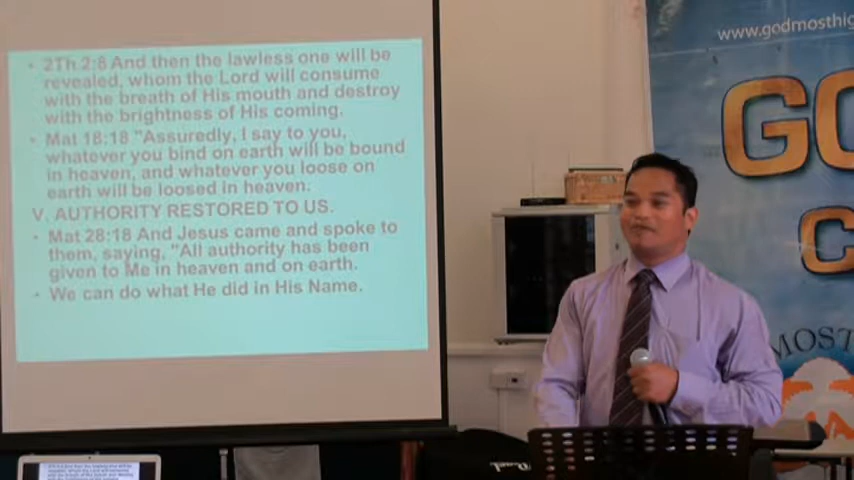 • 2Th 2:8 And then the lawless one will be
revealed, whom the Lord will consume
with the breath of His mouth and destroy
with the brightness of His coming.
• Mat 18:18 "Assuredly, I say to you,
whatever you bind on earth will be bound
in heaven, and whatever you loose on
earth will be loosed in heaven.
V. AUTHORITY RESTORED TO US.
• Mat 28:18 And Jesus came and spoke to
them, saying, "All authority has been
given to Me in heaven and on earth.
• We can do what He did in His Name.
www.godmosthig
GO
C
MOST